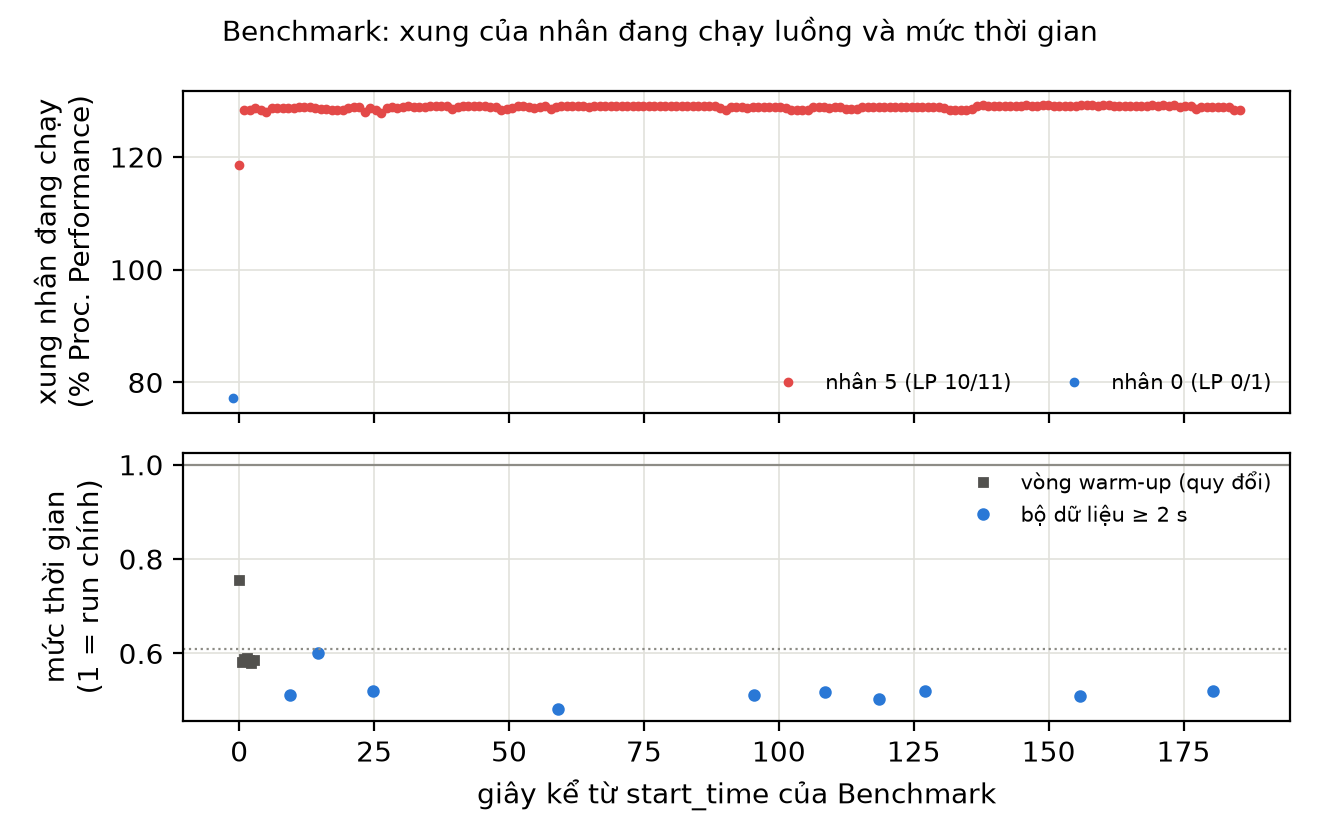 Benchmark: xung của nhân đang chạy luồng và mức thời gian
xung nhân đang chạy
(% Proc. Performance)
120
100
80
nhân 5 (LP 10/11)
nhân 0 (LP 0/1)
mức thời gian
(1 = run chính)
1.0
0.8
0.6
vòng warm-up (quy đổi)
bộ dữ liệu ≥ 2 s
0
25
50
75
100
125
150
175
giây kể từ start_time của Benchmark